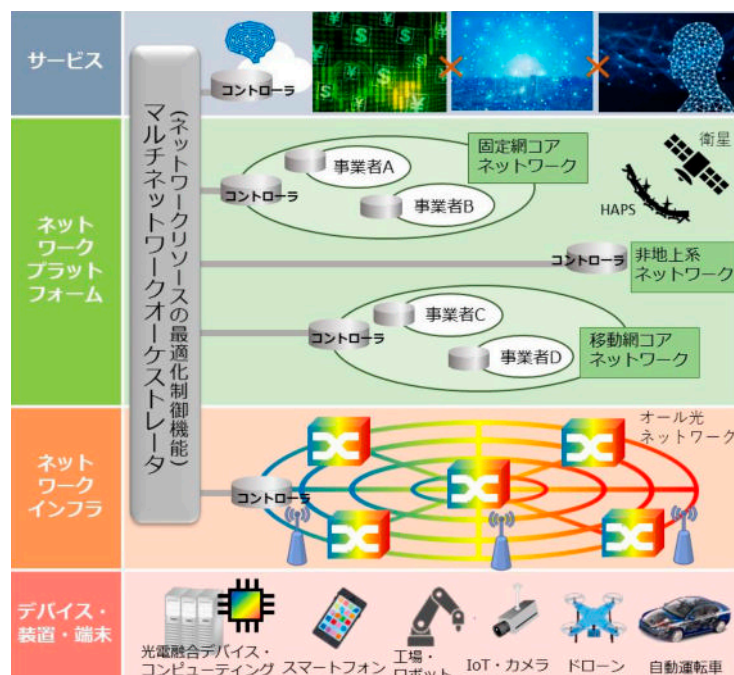 サービス
コントローラ
マルチネットワークオーケストレータ
(ネットワークリソースの最適化制御機能)
ネット
ワーク
プラット
フォーム
コントローラ
事業者A
事業者B
固定網コア
ネットワーク
衛星
HAPS
コントローラ
非地上系
ネットワーク
コントローラ
事業者C
事業者D
移動網コア
ネットワーク
ネット
ワーク
インフラ
コントローラ
オール光
ネットワーク
デバイス・
装置・端末
光電融合デバイス・
コンピューティング
スマートフォン
工場・
ロボット
IoT・カメラ
ドローン
自動運転車